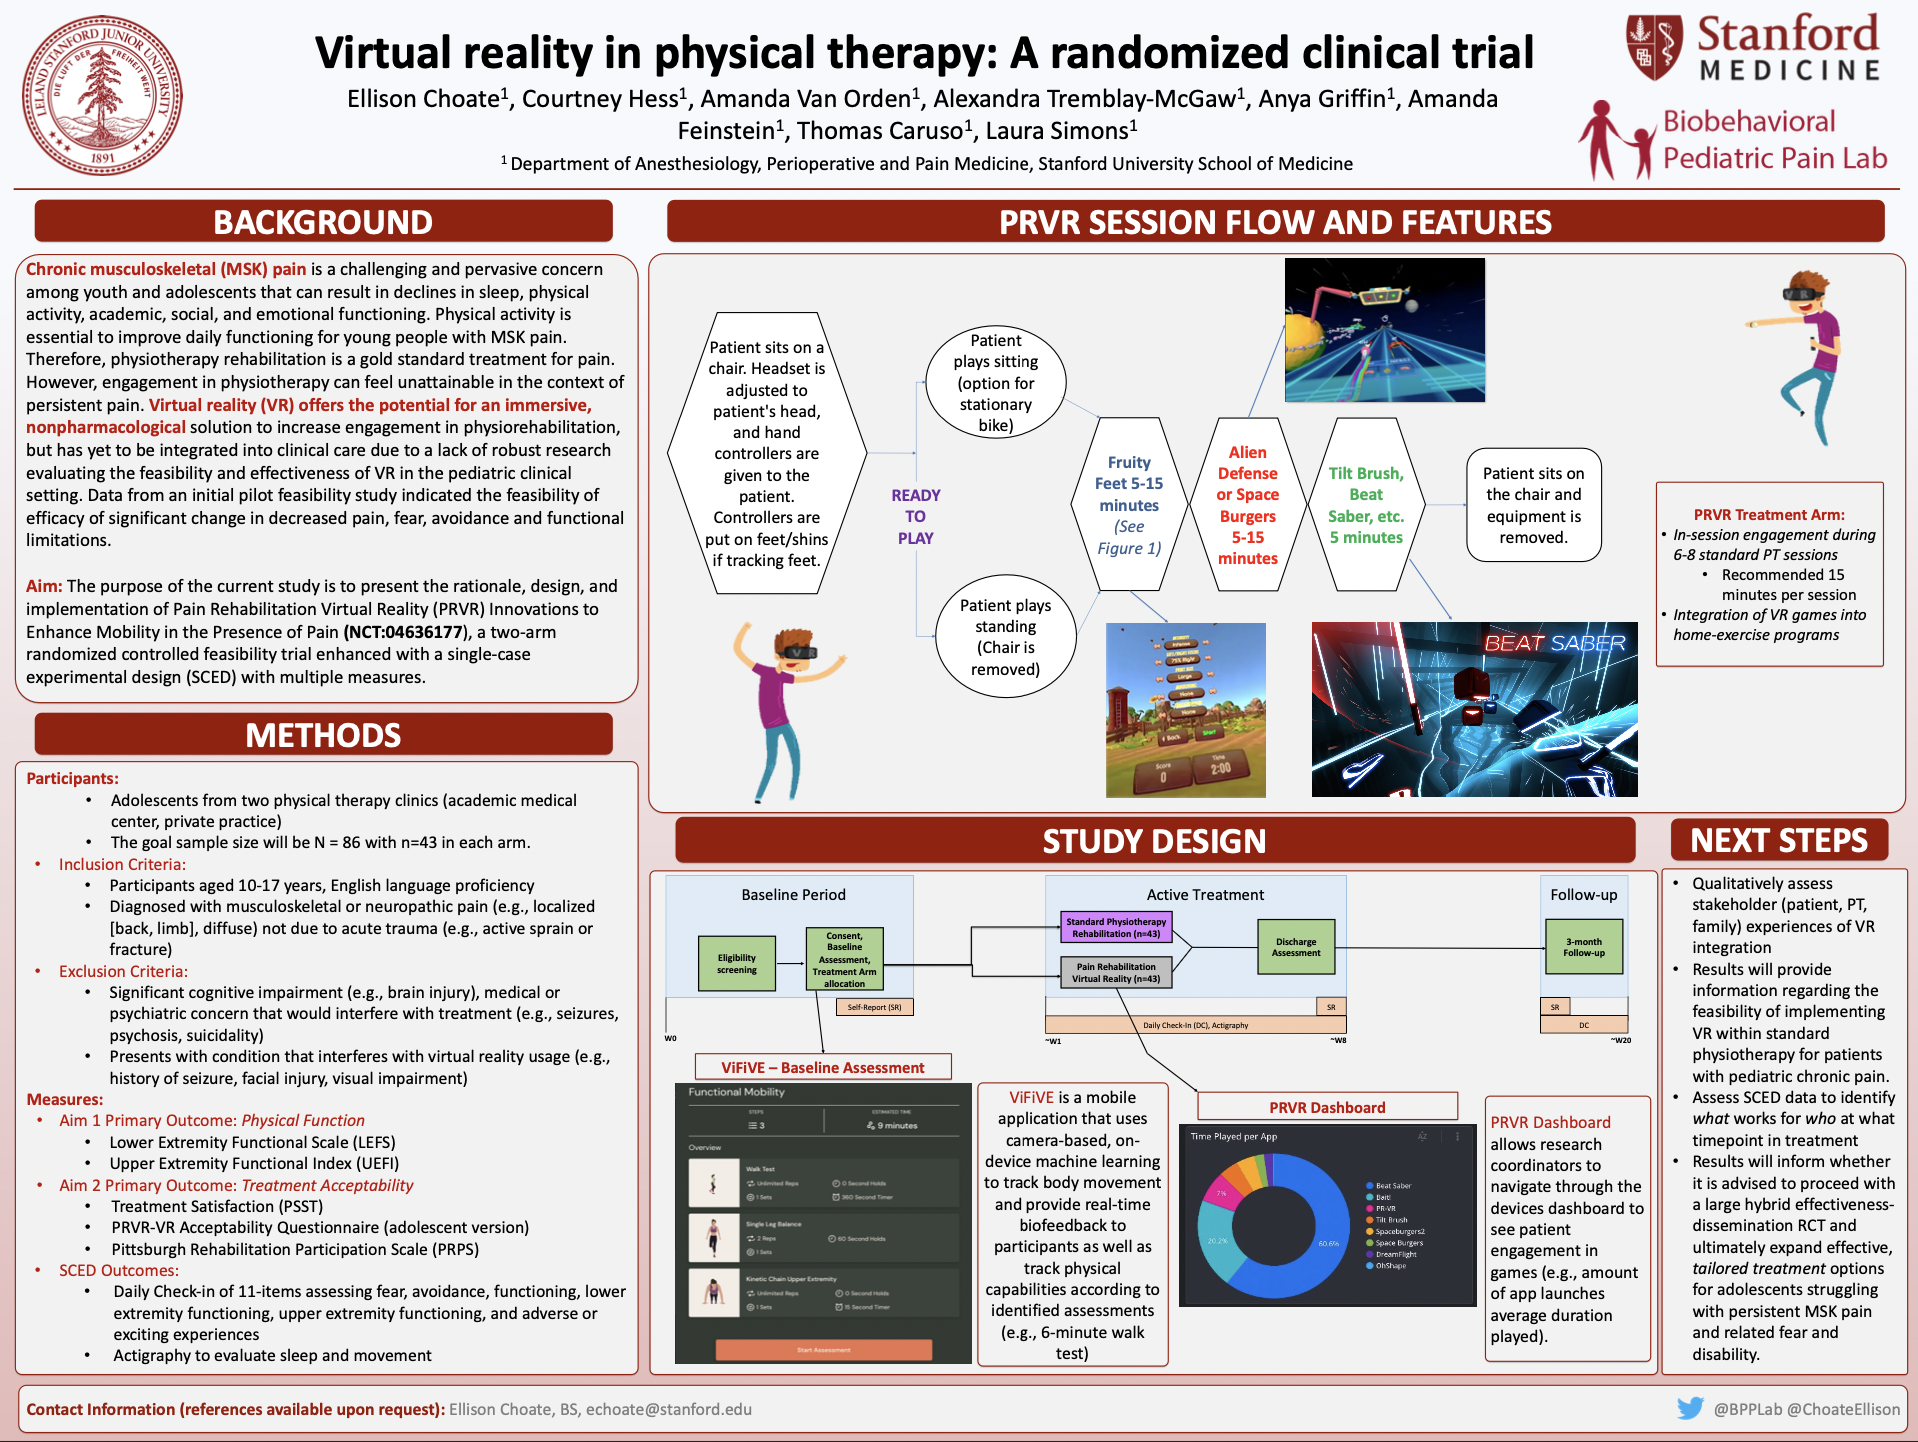 Virtual reality in physical therapy: A randomized clinical trial
Ellison Choate1, Courtney Hess1, Amanda Van Orden1, Alexandra Tremblay-McGaw1, Anya Griffin1, Amanda
Feinstein1, Thomas Caruso1, Laura Simons1
1 Department of Anesthesiology, Perioperative and Pain Medicine, Stanford University School of Medicine
LELAND STANFORD JUNIOR UNIVERSITY
DIE LUFT DER FREIHEIT WEHT
1891
Stanford
MEDICINE
Biobehavioral
Pediatric Pain Lab
BACKGROUND
Chronic musculoskeletal (MSK) pain is a challenging and pervasive concern
among youth and adolescents that can result in declines in sleep, physical
activity, academic, social, and emotional functioning. Physical activity is
essential to improve daily functioning for young people with MSK pain.
Therefore, physiotherapy rehabilitation is a gold standard treatment for pain.
However, engagement in physiotherapy can feel unattainable in the context of
persistent pain. Virtual reality (VR) offers the potential for an immersive,
nonpharmacological solution to increase engagement in physiorehabilitation,
but has yet to be integrated into clinical care due to a lack of robust research
evaluating the feasibility and effectiveness of VR in the pediatric clinical
setting. Data from an initial pilot feasibility study indicated the feasibility of
efficacy of significant change in decreased pain, fear, avoidance and functional
limitations.
Aim: The purpose of the current study is to present the rationale, design, and
implementation of Pain Rehabilitation Virtual Reality (PRVR) Innovations to
Enhance Mobility in the Presence of Pain (NCT:04636177), a two-arm
randomized controlled feasibility trial enhanced with a single-case
experimental design (SCED) with multiple measures.
METHODS
Participants:
• Adolescents from two physical therapy clinics (academic medical
center, private practice)
• The goal sample size will be N = 86 with n=43 in each arm.
• Inclusion Criteria:
• Participants aged 10-17 years, English language proficiency
• Diagnosed with musculoskeletal or neuropathic pain (e.g., localized
[back, limb], diffuse) not due to acute trauma (e.g., active sprain or
fracture)
• Exclusion Criteria:
• Significant cognitive impairment (e.g., brain injury), medical or
psychiatric concern that would interfere with treatment (e.g., seizures,
psychosis, suicidality)
• Presents with condition that interferes with virtual reality usage (e.g.,
history of seizure, facial injury, visual impairment)
Measures:
• Aim 1 Primary Outcome: Physical Function
• Lower Extremity Functional Scale (LEFS)
• Upper Extremity Functional Index (UEFI)
• Aim 2 Primary Outcome: Treatment Acceptability
• Treatment Satisfaction (PSST)
• PRVR-VR Acceptability Questionnaire (adolescent version)
• Pittsburgh Rehabilitation Participation Scale (PRPS)
• SCED Outcomes:
• Daily Check-in of 11-items assessing fear, avoidance, functioning, lower
extremity functioning, upper extremity functioning, and adverse or
exciting experiences
• Actigraphy to evaluate sleep and movement
PRVR SESSION FLOW AND FEATURES
Patient sits on a
chair. Headset is
adjusted to
patient's head,
and hand
controllers are
given to the
patient.
Controllers are
put on feet/shins
if tracking feet.
READY
TO
PLAY
Patient
plays sitting
(option for
stationary
bike)
Patient plays
standing
(Chair is
removed)
Fruity
Feet 5-15
minutes
(See
Figure 1)
Alien
Defense
or Space
Burgers
5-15
minutes
Tilt Brush,
Beat
Saber, etc.
5 minutes
Patient sits on
the chair and
equipment is
removed.
VR
VR
Back
Start
Score
0
Time
2:00
BEAT SABER
PRVR Treatment Arm:
• In-session engagement during
6-8 standard PT sessions
• Recommended 15
minutes per session
• Integration of VR games into
home-exercise programs
STUDY DESIGN
Baseline Period
Active Treatment
Follow-up
Eligibility
screening
Consent,
Baseline
Assessment,
Treatment Arm
allocation
Standard Physiotherapy
Rehabilitation (n=43)
Pain Rehabilitation
Virtual Reality (n=43)
Discharge
Assessment
3-month
Follow-up
Self-Report (SR)
SR
SR
Daily Check-In (DC), Actigraphy
DC
W0
~W1
~W8
~W20
ViFiVE – Baseline Assessment
Functional Mobility
STEPS
3
ESTIMATED TIME
9 minutes
Overview
Walk Test
Unlimited Reps
0 Second Holds
1 Sets
360 Second Timer
Single Leg Balance
2 Reps
60 Second Holds
1 Sets
Kinetic Chain Upper Extremity
Unlimited Reps
0 Second Holds
1 Sets
15 Second Timer
Start Assessment
ViFiVE is a mobile
application that uses
camera-based, on-
device machine learning
to track body movement
and provide real-time
biofeedback to
participants as well as
track physical
capabilities according to
identified assessments
(e.g., 6-minute walk
test)
PRVR Dashboard
Time Played per App
7%
20.2%
60.6%
Beat Saber
Bait!
PR-VR
Tilt Brush
Spaceburgers2
Space Burgers
DreamFlight
OhShape
PRVR Dashboard
allows research
coordinators to
navigate through the
devices dashboard to
see patient
engagement in
games (e.g., amount
of app launches
average duration
played).
NEXT STEPS
• Qualitatively assess
stakeholder (patient, PT,
family) experiences of VR
integration
• Results will provide
information regarding the
feasibility of implementing
VR within standard
physiotherapy for patients
with pediatric chronic pain.
• Assess SCED data to identify
what works for who at what
timepoint in treatment
• Results will inform whether
it is advised to proceed with
a large hybrid effectiveness-
dissemination RCT and
ultimately expand effective,
tailored treatment options
for adolescents struggling
with persistent MSK pain
and related fear and
disability.
Contact Information (references available upon request): Ellison Choate, BS, echoate@stanford.edu
@BPPLab @ChoateEllison